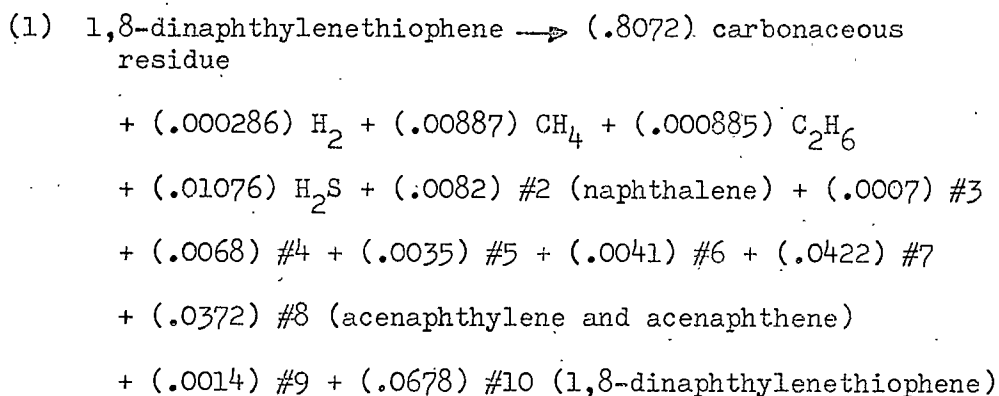 (1) 1,8-dinaphthylenethiophene → (.8072) carbonaceous
residue
+ (.000286) H2 + (.00887) CH4 + (.000885) C2H6
+ (.01076) H2S + (.0082) #2 (naphthalene) + (.0007) #3
+ (.0068) #4 + (.0035) #5 + (.0041) #6 + (.0422) #7
+ (.0372) #8 (acenaphthylene and acenaphthene)
+ (.0014) #9 + (.0678) #10 (1,8-dinaphthylenethiophene)